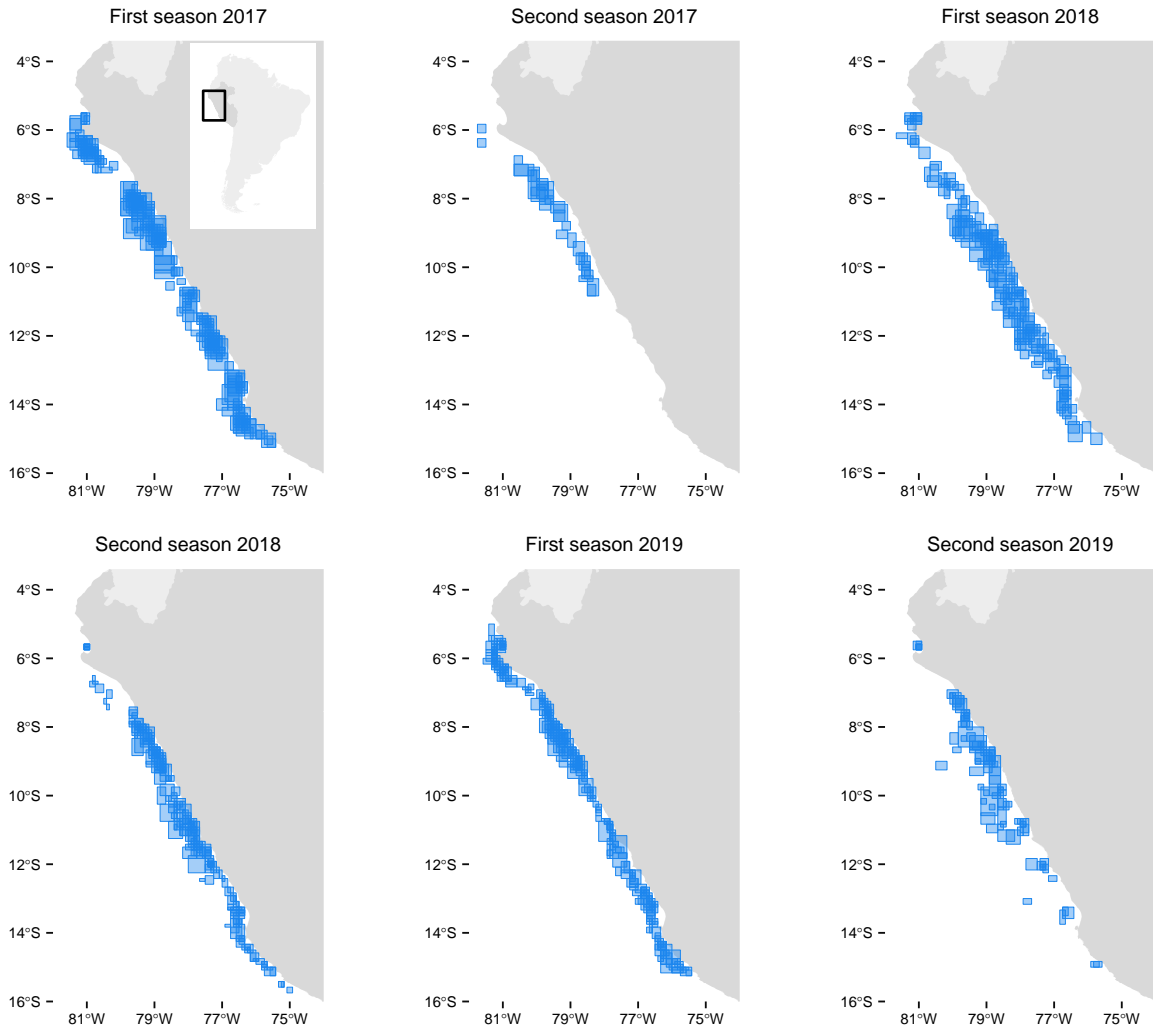 First season 2017
Second season 2017
First season 2018
4°S
6°S
8°S
10°S
12°S
14°S
16°S
81°W 79°W 77°W 75°W
4°S
6°S
8°S
10°S
12°S
14°S
16°S
81°W 79°W 77°W 75°W
4°S
6°S
8°S
10°S
12°S
14°S
16°S
81°W 79°W 77°W 75°W
Second season 2018
First season 2019
Second season 2019
4°S
6°S
8°S
10°S
12°S
14°S
16°S
81°W 79°W 77°W 75°W
4°S
6°S
8°S
10°S
12°S
14°S
16°S
81°W 79°W 77°W 75°W
4°S
6°S
8°S
10°S
12°S
14°S
16°S
81°W 79°W 77°W 75°W